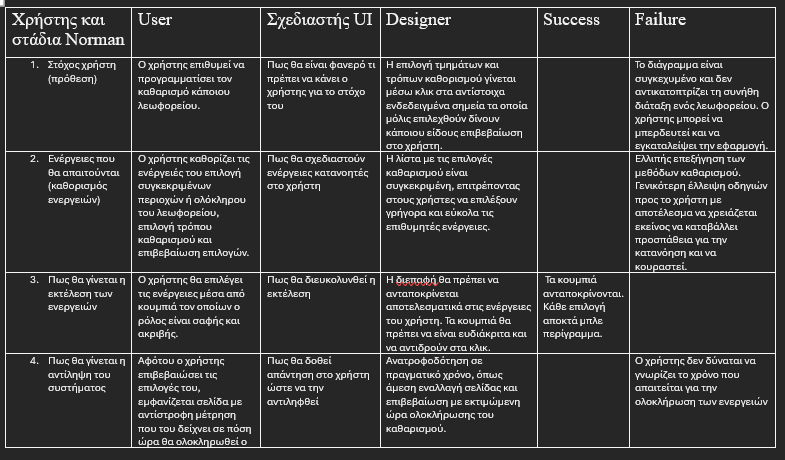 Χρήστης και
στάδια Norman
User
Σχεδιαστής UI
Designer
Success
Failure
1. Στόχος χρήστη
(πρόθεση)
Ο χρήστης επιθυμεί να
προγραμματίσει τον
καθαρισμό κάποιου
λεωφορείου.
Πως θα είναι φανερό τι
πρέπει να κάνει ο
χρήστης για το στόχο
του
Η επιλογή τμημάτων και
τρόπων καθορισμού γίνεται
μέσω κλικ στα αντίστοιχα
ενδεδειγμένα σημεία τα οποία
μόλις επιλεχθούν δίνουν
κάποιου είδους επιβεβαίωση
στο χρήστη.
Το διάγραμμα είναι
συγκεχυμένο και δεν
αντικατοπτρίζει τη συνήθη
διάταξη ενός λεωφορείου. Ο
χρήστης μπορεί να
μπερδευτεί και να
εγκαταλείψει την εφαρμογή.
2. Ενέργειες που
θα απαιτούνται
(καθορισμός
ενεργειών)
Ο χρήστης καθορίζει τις
ενέργειές του επιλογή
συγκεκριμένων
περιοχών ή ολόκληρου
του λεωφορείου,
επιλογή τρόπου
καθαρισμού και
επιβεβαίωση επιλογών.
Πως θα σχεδιαστούν
ενέργειες κατανοητές
στο χρήστη
Η λίστα με τις επιλογές
καθαρισμού είναι
συγκεκριμένη, επιτρέποντας
στους χρήστες να επιλέξουν
γρήγορα και εύκολα τις
επιθυμητές ενέργειες.
Ελλιπής επεξήγηση των
μεθόδων καθαρισμού.
Γενικότερη έλλειψη οδηγιών
προς το χρήστη με
αποτέλεσμα να χρειάζεται
εκείνος να καταβάλλει
προσπάθεια για την
κατανόηση και να
κουραστεί.
3. Πως θα γίνεται η
εκτέλεση των
ενεργειών
Ο χρήστης θα επιλέγει
τις ενέργειες μέσα από
κουμπιά τον οποίων ο
ρόλος είναι σαφής και
ακριβής.
Πως θα διευκολυνθεί η
εκτέλεση
Η διεπαφή θα πρέπει να
ανταποκρίνεται
αποτελεσματικά στις ενέργειες
του χρήστη. Τα κουμπιά θα
πρέπει να είναι ευδιάκριτα και
να αντιδρούν στα κλικ.
Τα κουμπιά
ανταποκρίνονται.
Κάθε επιλογή
αποκτά μπλε
περίγραμμα.
4. Πως θα γίνεται η
αντίληψη του
συστήματος
Αφότου ο χρήστης
επιβεβαιώσει τις
επιλογές του,
εμφανίζεται σελίδα με
αντίστροφη μέτρηση
που του δείχνει σε πόση
ώρα θα ολοκληρωθεί ο
Πως θα δοθεί
απάντηση στο χρήστη
ώστε να την
αντιληφθεί
Ανατροφοδότηση σε
πραγματικό χρόνο, όπως
άμεση εναλλαγή σελίδας και
επιβεβαίωση με εκτιμώμενη
ώρα ολοκλήρωσης του
καθαρισμού.
Ο χρήστης δεν δύναται να
γνωρίζει το χρόνο που
απαιτείται για την
ολοκλήρωση των ενεργειών